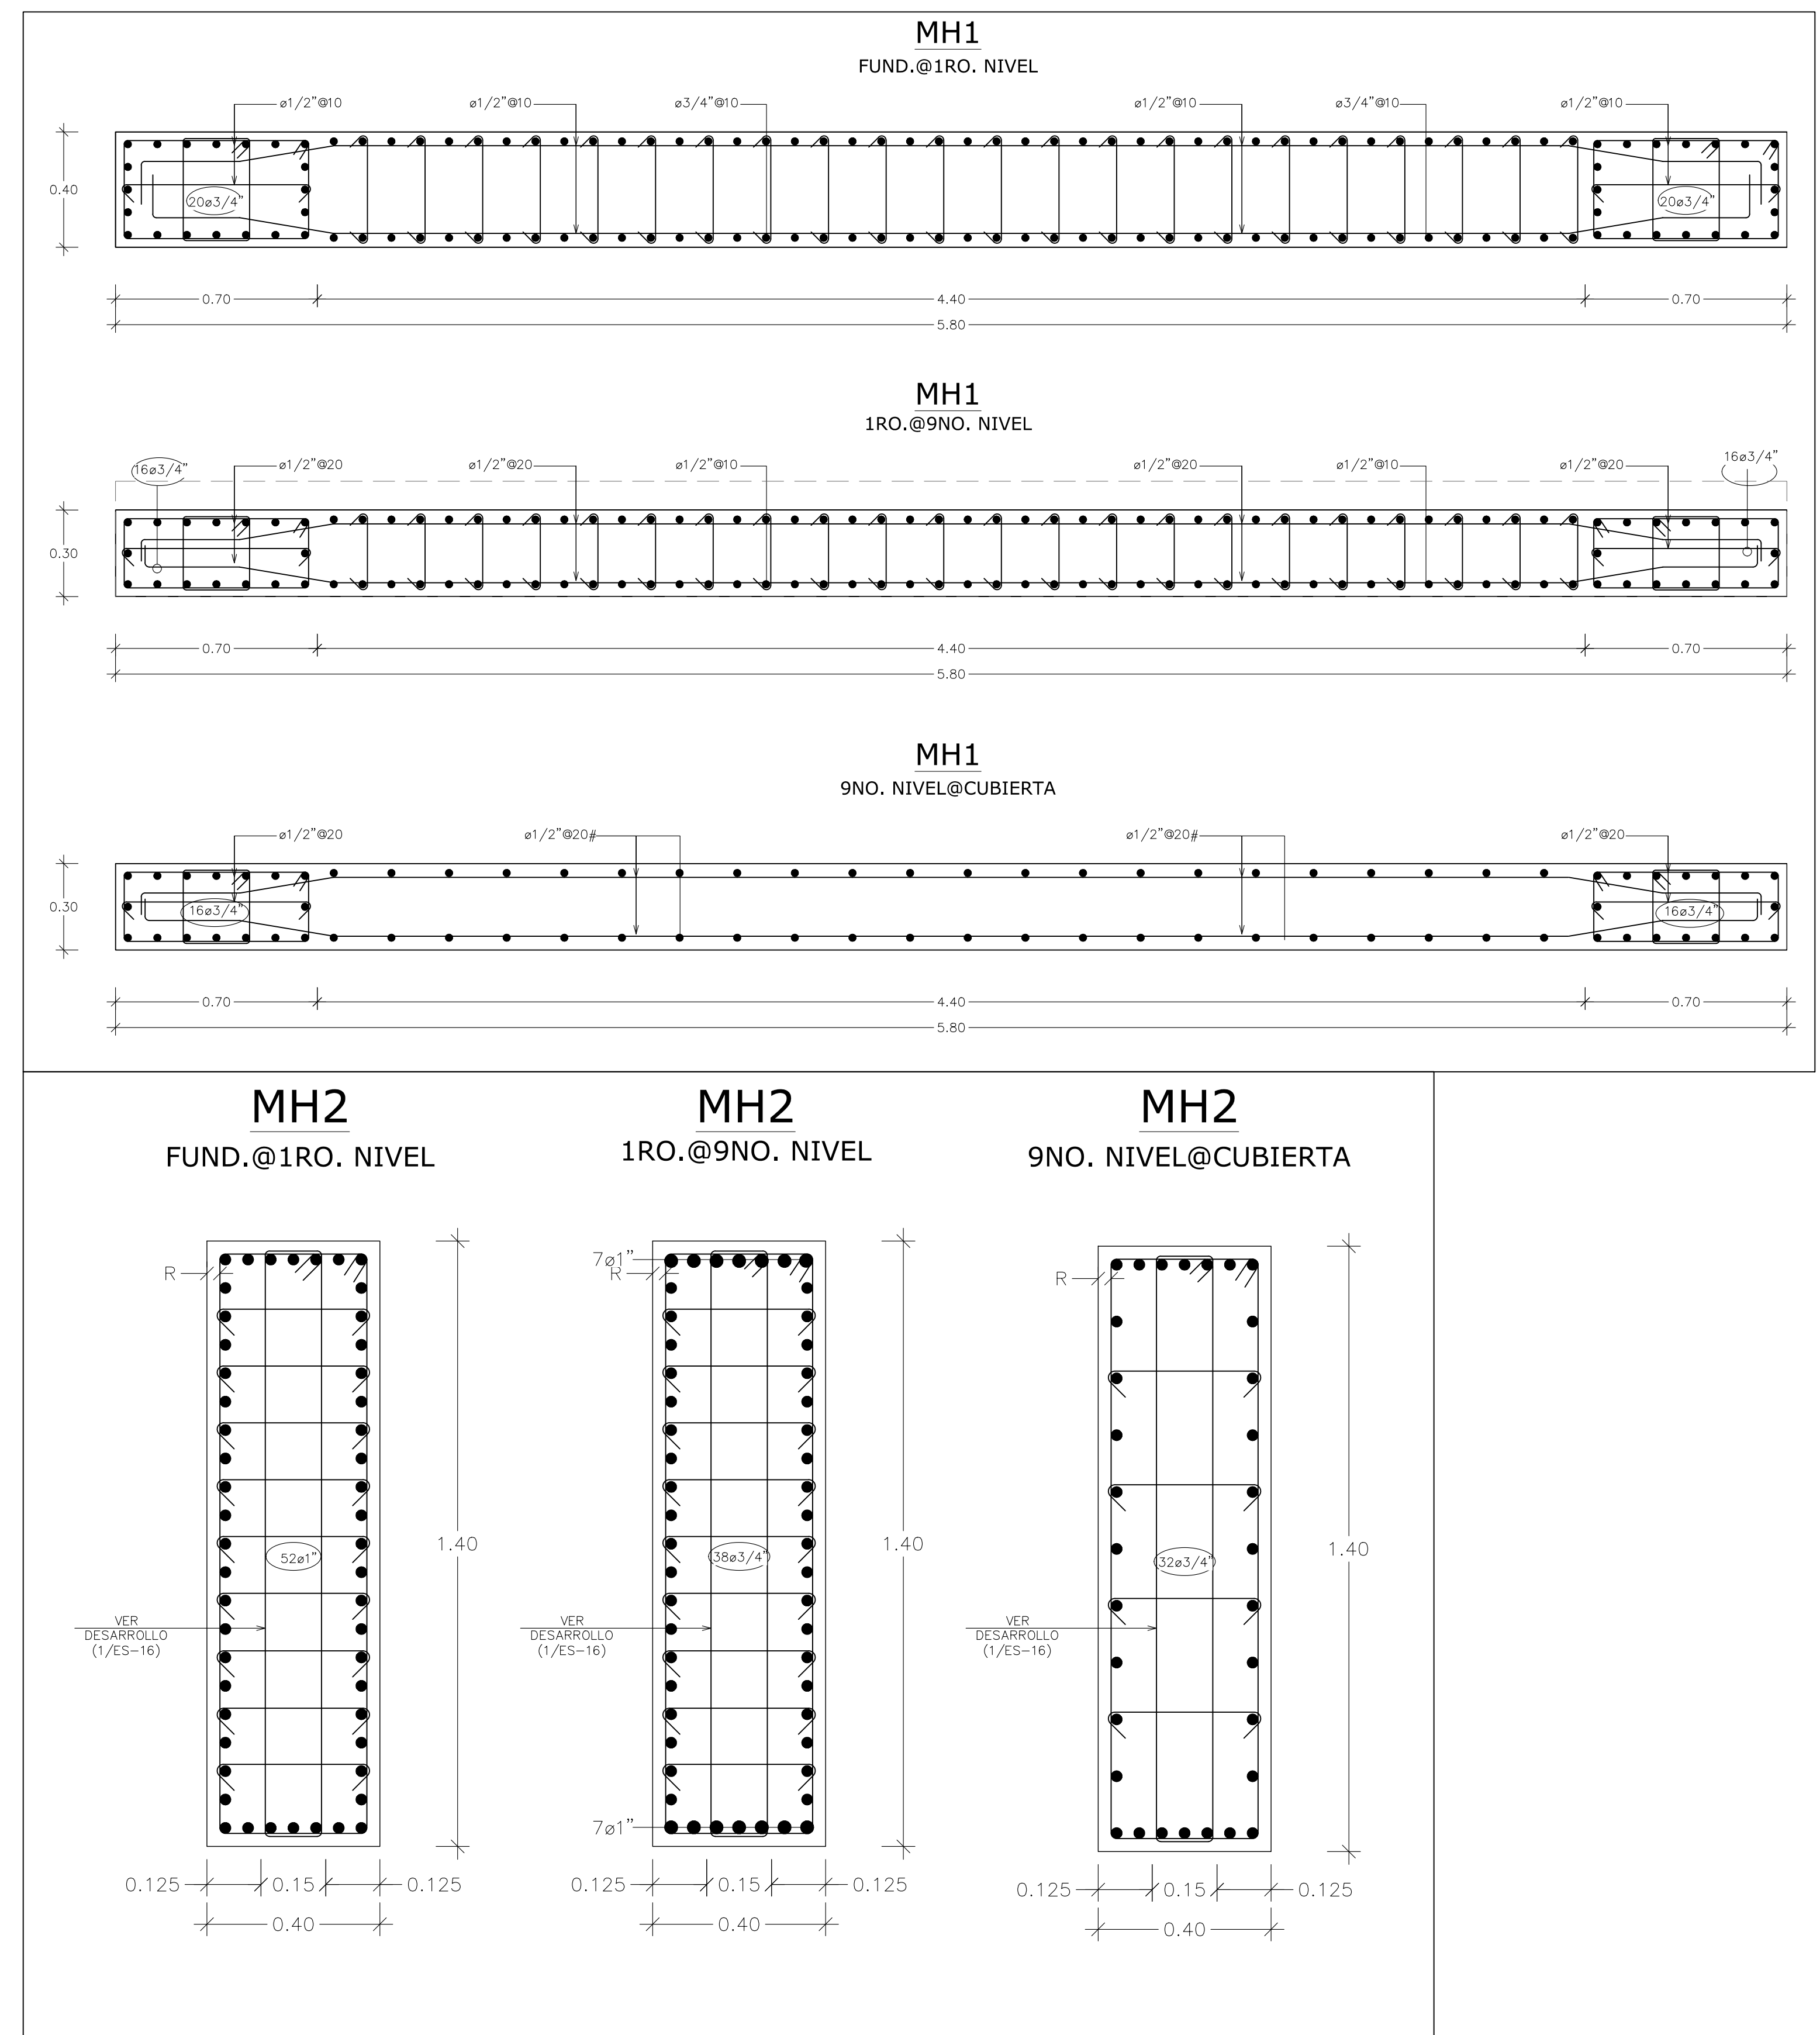 MH1
FUND.@1RO. NIVEL
ø1/2"@10 ø1/2"@10 ø3/4"@10 ø1/2"@10 ø3/4"@10 ø1/2"@10
0.40
20ø3/4" 20ø3/4"
0.70 4.40 0.70
5.80
MH1
1RO.@9NO. NIVEL
16ø3/4" ø1/2"@20 ø1/2"@20 ø1/2"@10 ø1/2"@20 ø1/2"@10 ø1/2"@20 16ø3/4"
0.30
0.70 4.40 0.70
5.80
MH1
9NO. NIVEL@CUBIERTA
ø1/2"@20 ø1/2"@20# ø1/2"@20# ø1/2"@20
0.30
16ø3/4" 16ø3/4"
0.70 4.40 0.70
5.80
MH2
FUND.@1RO. NIVEL
R
1.40
52ø1"
VER
DESARROLLO
(1/ES-16)
0.125 0.15 0.125
0.40
MH2
1RO.@9NO. NIVEL
7ø1"
R
1.40
38ø3/4"
VER
DESARROLLO
(1/ES-16)
7ø1"
0.125 0.15 0.125
0.40
MH2
9NO. NIVEL@CUBIERTA
R
1.40
32ø3/4"
VER
DESARROLLO
(1/ES-16)
0.125 0.15 0.125
0.40